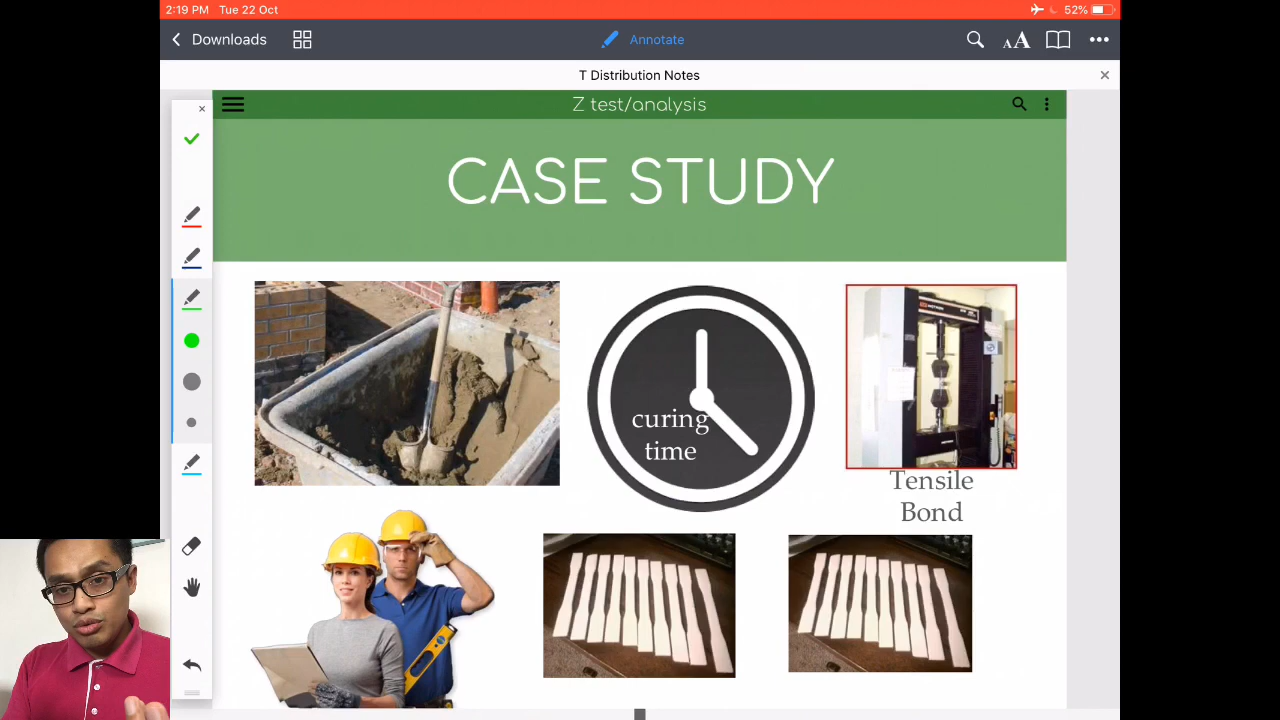 2:19 PM Tue 22 Oct 52%
Downloads Annotate AA
T Distribution Notes
Z test/analysis
CASE STUDY
curing
time
Tensile
Bond